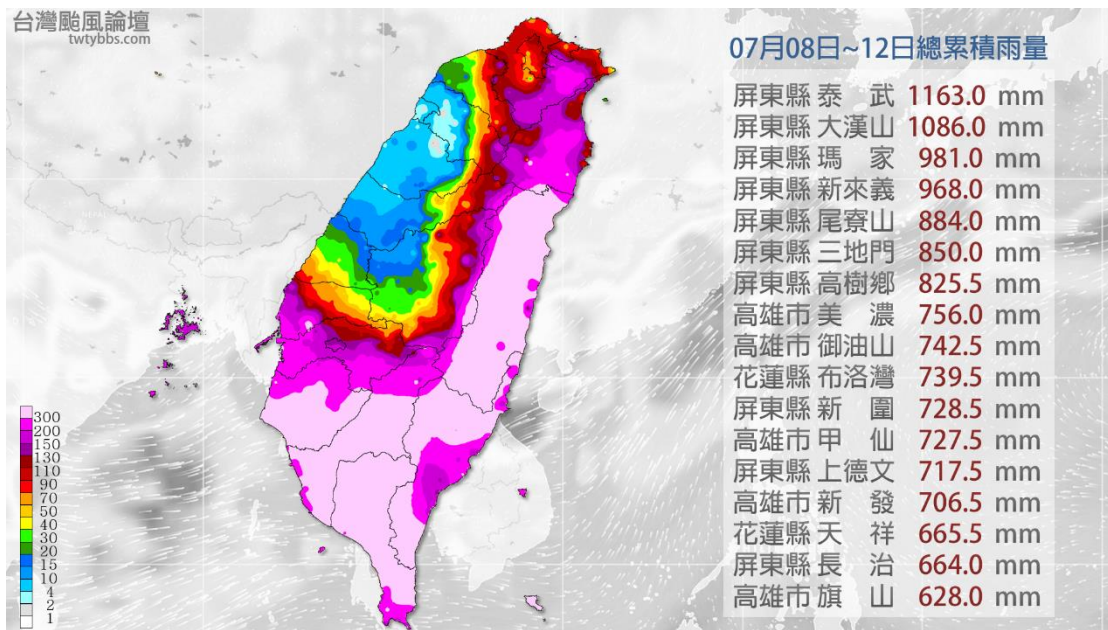 台灣颱風論壇
twtybbs.com
07月08日~12日總累積雨量
屏東縣 泰 武 1163.0 mm
屏東縣 大漢山 1086.0 mm
屏東縣 瑪 家 981.0 mm
屏東縣 新來義 968.0 mm
屏東縣 尾寮山 884.0 mm
屏東縣 三地門 850.0 mm
屏東縣 高樹鄉 825.5 mm
高雄市 美 濃 756.0 mm
高雄市 御油山 742.5 mm
花蓮縣 布洛灣 739.5 mm
屏東縣 新 圍 728.5 mm
高雄市 甲 仙 727.5 mm
屏東縣 上德文 717.5 mm
高雄市 新 發 706.5 mm
花蓮縣 天 祥 665.5 mm
屏東縣 長 治 664.0 mm
高雄市 旗 山 628.0 mm
300
200
150
130
110
90
70
50
40
30
20
15
10
4
2
1